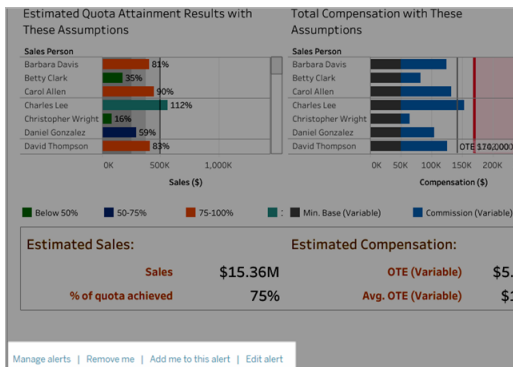 Estimated Quota Attainment Results with
These Assumptions
Sales Person
Barbara Davis 81%
Betty Clark 35%
Carol Allen 90%
Charles Lee 112%
Christopher Wright 16%
Daniel Gonzalez 59%
David Thompson 83%
0K 500K 1,000K
Sales ($)
Below 50% 50-75% 75-100%
Total Compensation with These
Assumptions
Sales Person
Barbara Davis
Betty Clark
Carol Allen
Charles Lee
Christopher Wright
Daniel Gonzalez
David Thompson
OTE
0K 50K 100K 150K 200K
Compensation ($)
Min. Base (Variable) Commission (Variable)
Estimated Sales:
Sales $15.36M
% of quota achieved 75%
Estimated Compensation:
OTE (Variable) $5.
Avg. OTE (Variable)
Manage alerts | Remove me | Add me to this alert | Edit alert